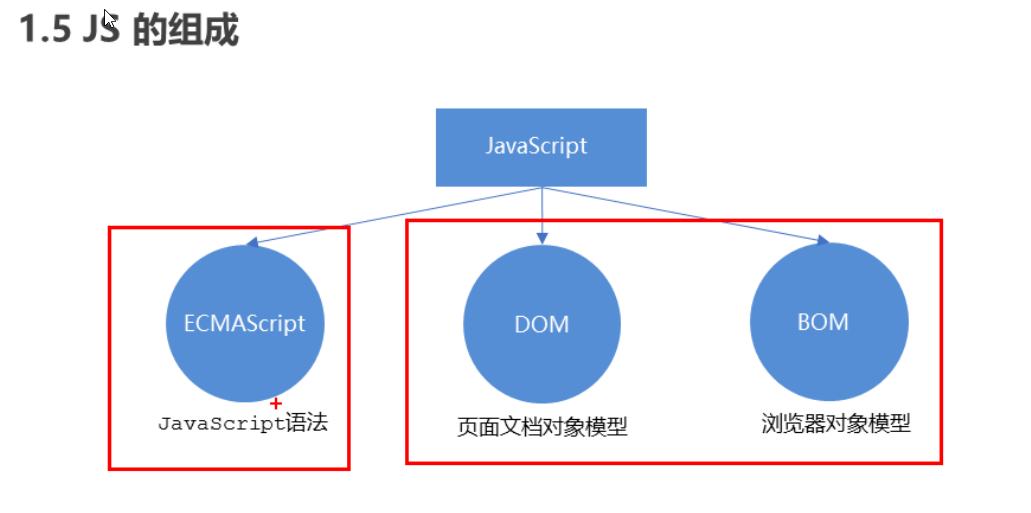 1.5 JS 的组成
JavaScript
ECMAScript
DOM
BOM
JavaScript语法
页面文档对象模型
浏览器对象模型